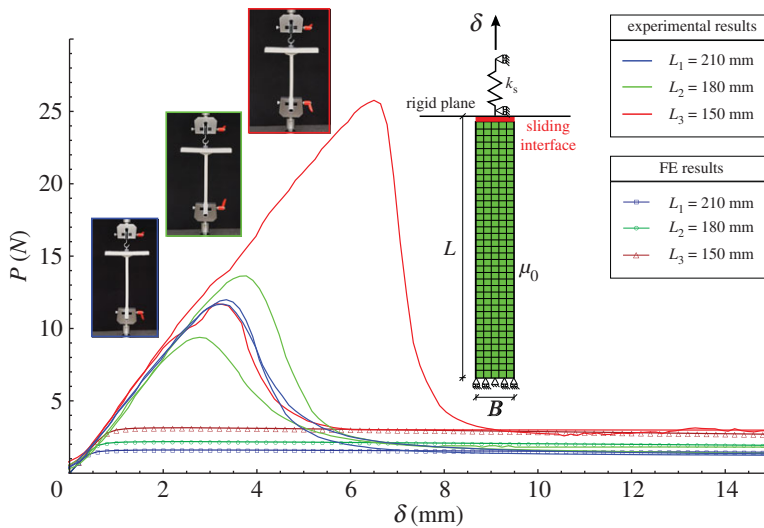 experimental results
L₁ = 210 mm
L₂ = 180 mm
L₃ = 150 mm
FE results
L₁ = 210 mm
L₂ = 180 mm
L₃ = 150 mm
δ
kₛ
rigid plane
sliding
interface
L
μ₀
B
P (N)
25
20
15
10
5
0
0
2
4
6
8
10
12
14
δ (mm)